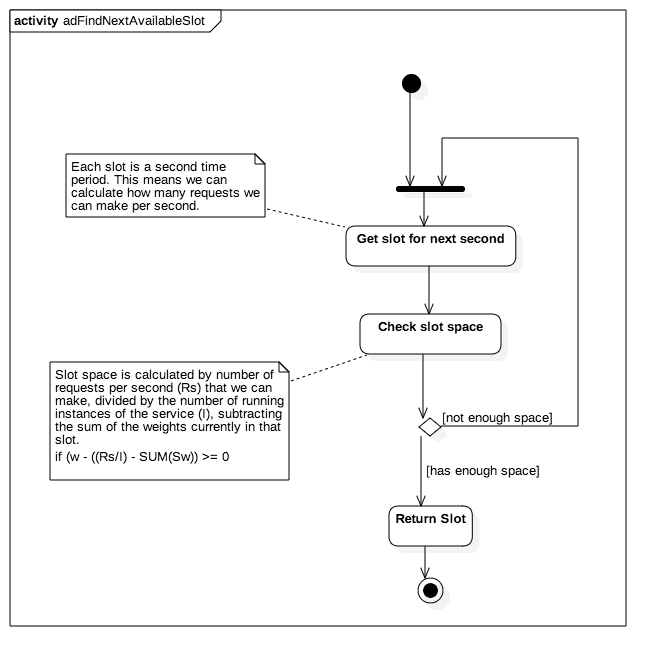 activity adFindNextAvailableSlot
Each slot is a second time
period. This means we can
calculate how many requests we
can make per second.
Get slot for next second
Check slot space
Slot space is calculated by number of
requests per second (Rs) that we can
make, divided by the number of running
instances of the service (I), subtracting
the sum of the weights currently in that
slot.
if (w - ((Rs/I) - SUM(Sw)) >= 0
[not enough space]
[has enough space]
Return Slot